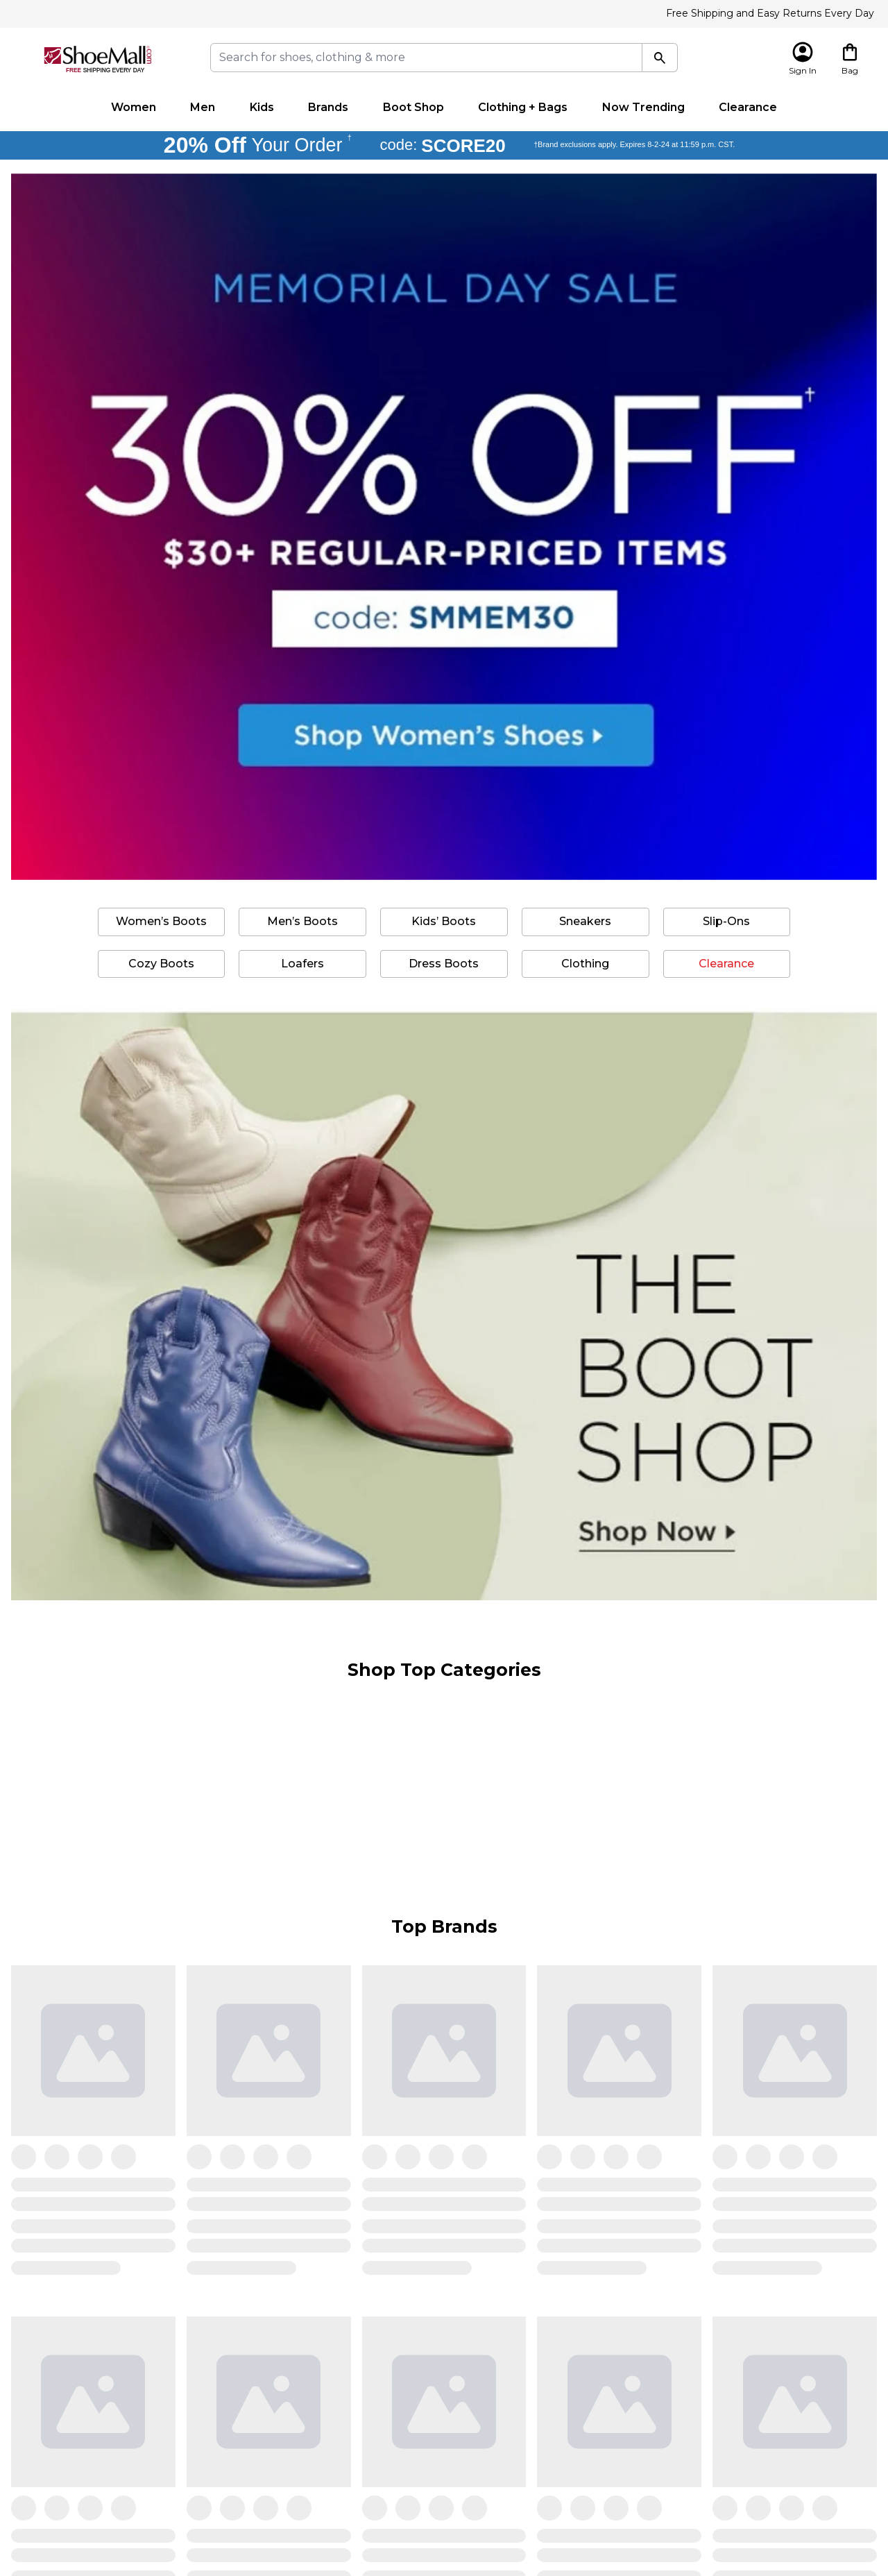 Free Shipping and Easy Returns Every Day
ShoeMall.com
FREE SHIPPING EVERY DAY
Search for shoes, clothing & more
Sign In
Bag
Women Men Kids Brands Boot Shop Clothing + Bags Now Trending Clearance
20% Off Your Order † code: SCORE20 †Brand exclusions apply. Expires 8-2-24 at 11:59 p.m. CST.
MEMORIAL DAY SALE
30% OFF†
$30+ REGULAR-PRICED ITEMS
code: SMMEM30
Shop Women's Shoes
Women’s Boots Men’s Boots Kids’ Boots Sneakers Slip-Ons
Cozy Boots Loafers Dress Boots Clothing Clearance
THE
BOOT
SHOP
Shop Now
Shop Top Categories
Top Brands